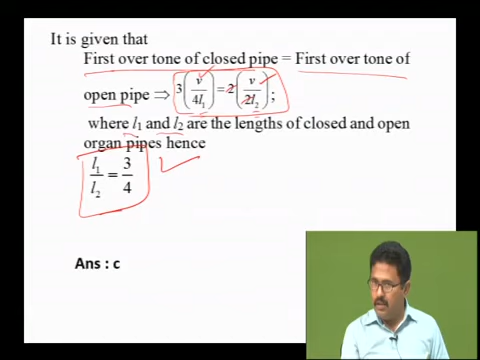 It is given that
First over tone of closed pipe = First over tone of
open pipe ⇒ 3(v/4l₁) = 2(v/2l₂);
where l₁ and l₂ are the lengths of closed and open
organ pipes hence
l₁/l₂ = 3/4
Ans : c